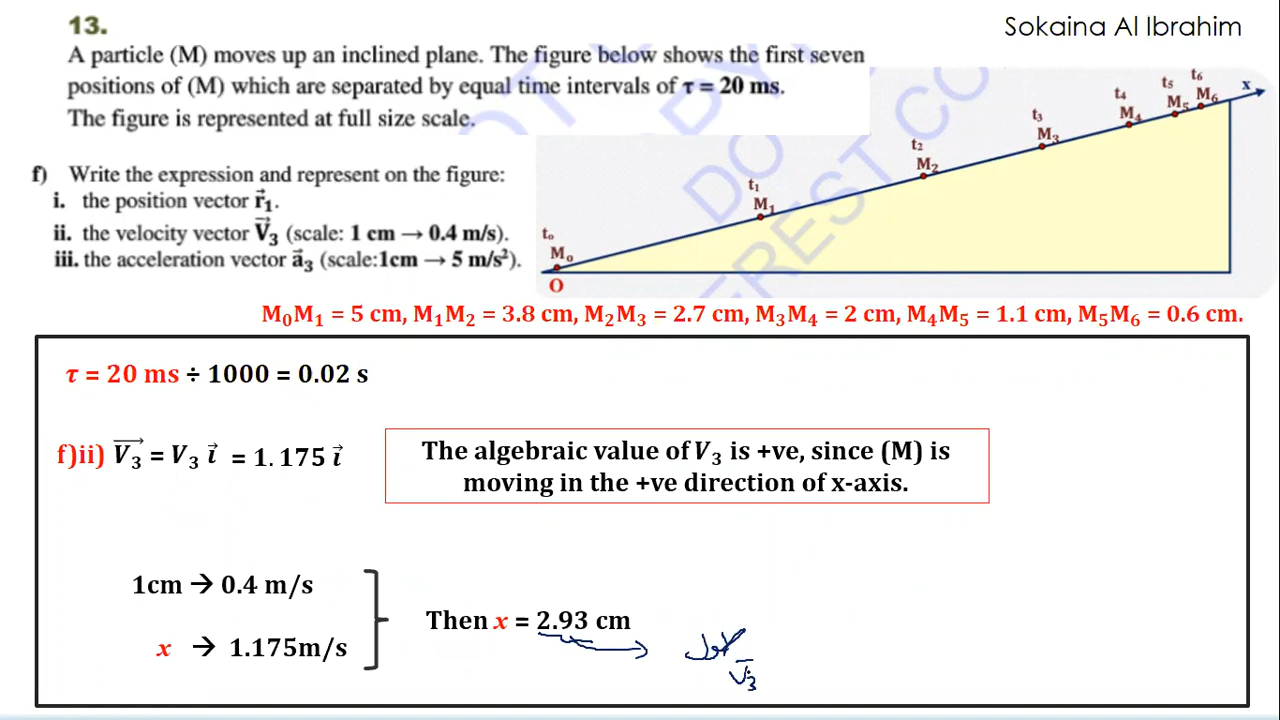 13.
Sokaina Al Ibrahim
A particle (M) moves up an inclined plane. The figure below shows the first seven
positions of (M) which are separated by equal time intervals of τ = 20 ms.
The figure is represented at full size scale.
f) Write the expression and represent on the figure:
i. the position vector r⃗₁.
ii. the velocity vector V⃗₃ (scale: 1 cm → 0.4 m/s).
iii. the acceleration vector a⃗₃ (scale:1cm → 5 m/s²).
t₀ t₁ t₂ t₃ t₄ t₅ t₆ x
M₀ M₁ M₂ M₃ M₄ M₅ M₆
O
M₀M₁ = 5 cm, M₁M₂ = 3.8 cm, M₂M₃ = 2.7 cm, M₃M₄ = 2 cm, M₄M₅ = 1.1 cm, M₅M₆ = 0.6 cm.
τ = 20 ms ÷ 1000 = 0.02 s
f)ii) V₃⃗ = V₃ i⃗ = 1.175 i⃗
The algebraic value of V₃ is +ve, since (M) is
moving in the +ve direction of x-axis.
1cm → 0.4 m/s
x → 1.175m/s
Then x = 2.93 cm
طول
V₃